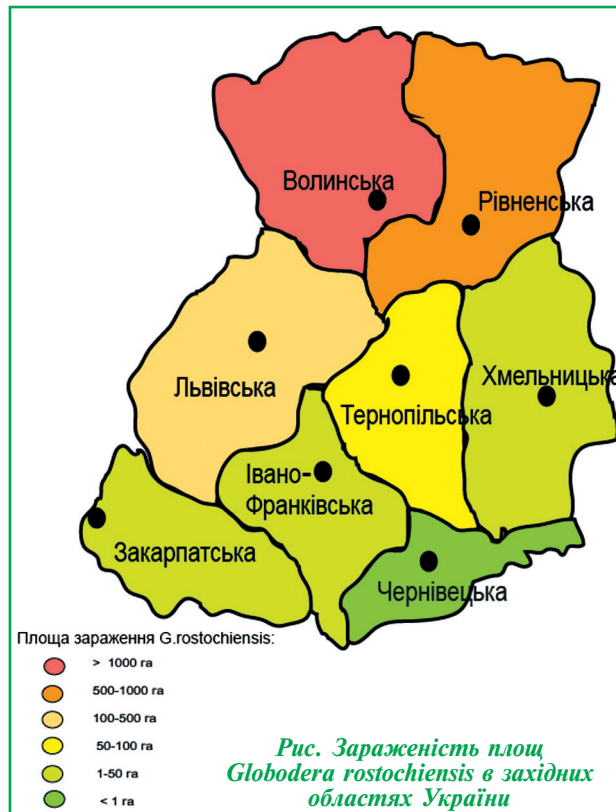 Волинська
Рівненська
Львівська
Тернопільська
Хмельницька
Івано-
Франківська
Закарпатська
Чернівецька
Площа зараження G.rostochiensis:
> 1000 га
500-1000 га
100-500 га
50-100 га
1-50 га
< 1 га
Рис. Зараженість площ
Globodera rostochiensis в західних
областях України